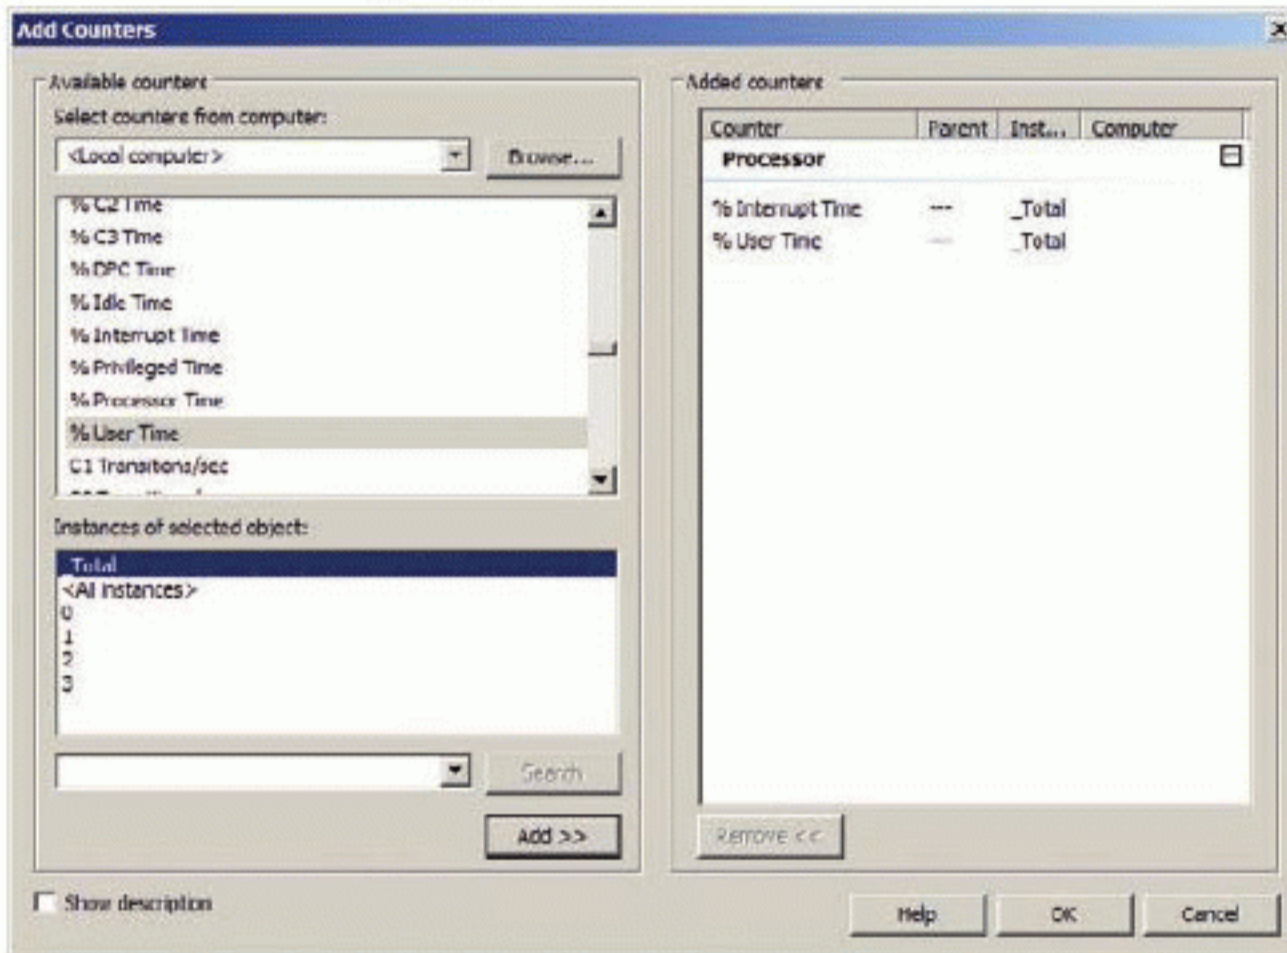 Add Counters
Available counters
Select counters from computer:
<Local computer>
Browse...
% C2 Time
% C3 Time
% DPC Time
% Idle Time
% Interrupt Time
% Privileged Time
% Processor Time
% User Time
C1 Transitions/sec
Instances of selected object:
_Total
<All instances>
0
1
2
3
Search
Add >>
Show description
Added counters
Counter Parent Inst... Computer
Processor
% Interrupt Time --- _Total
% User Time --- _Total
Remove <<
Help OK Cancel